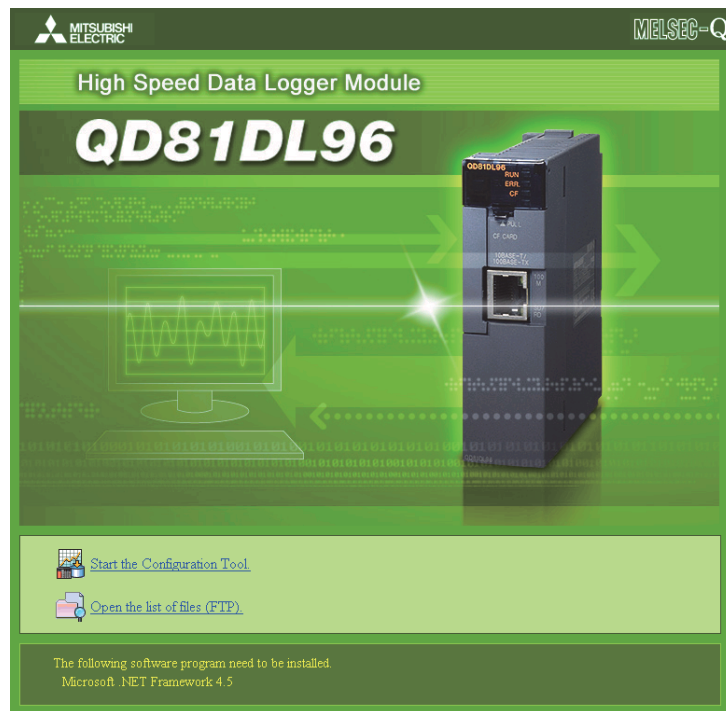 MITSUBISHI
ELECTRIC
MELSEC-Q
High Speed Data Logger Module
QD81DL96
QD81DL96
RUN
ERR.
CF
PULL
CF CARD
10BASE-T/
100BASE-TX
100
M
Start the Configuration Tool.
Open the list of files (FTP).
The following software program need to be installed.
Microsoft .NET Framework 4.5